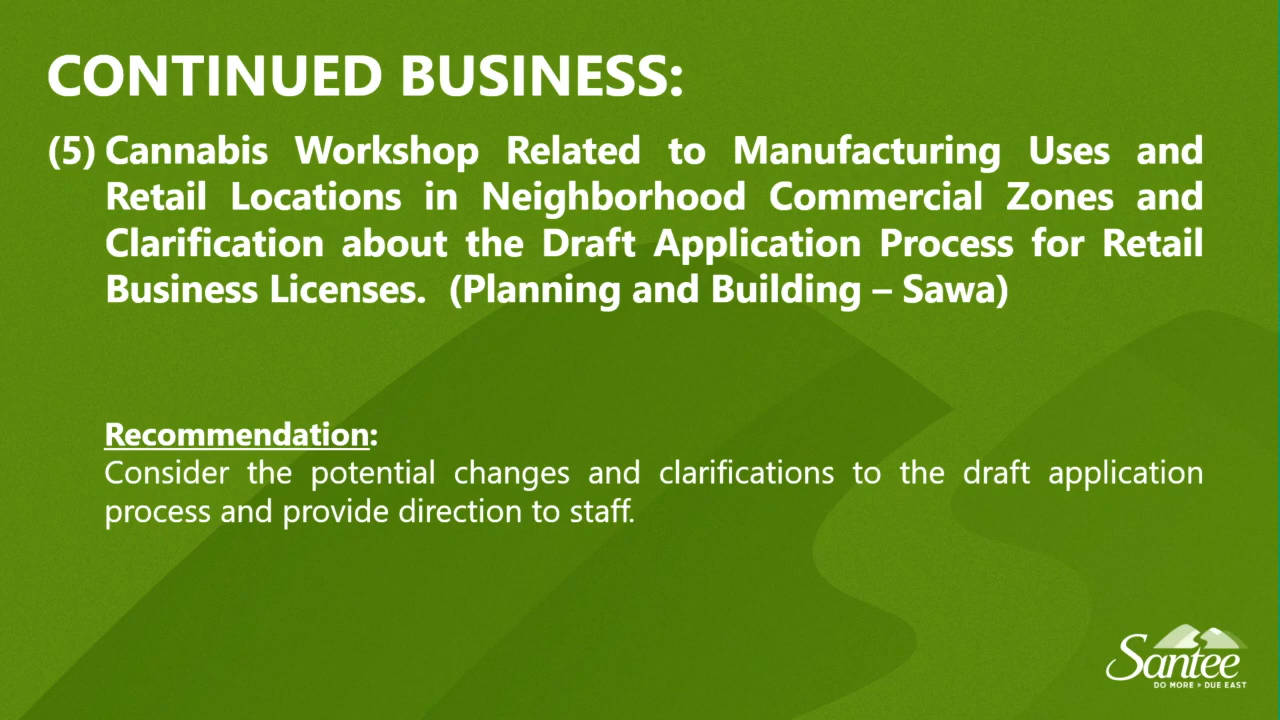 CONTINUED BUSINESS:
(5) Cannabis Workshop Related to Manufacturing Uses and
Retail Locations in Neighborhood Commercial Zones and
Clarification about the Draft Application Process for Retail
Business Licenses. (Planning and Building – Sawa)
Recommendation:
Consider the potential changes and clarifications to the draft application
process and provide direction to staff.
Santee
DO MORE ▸ DUE EAST